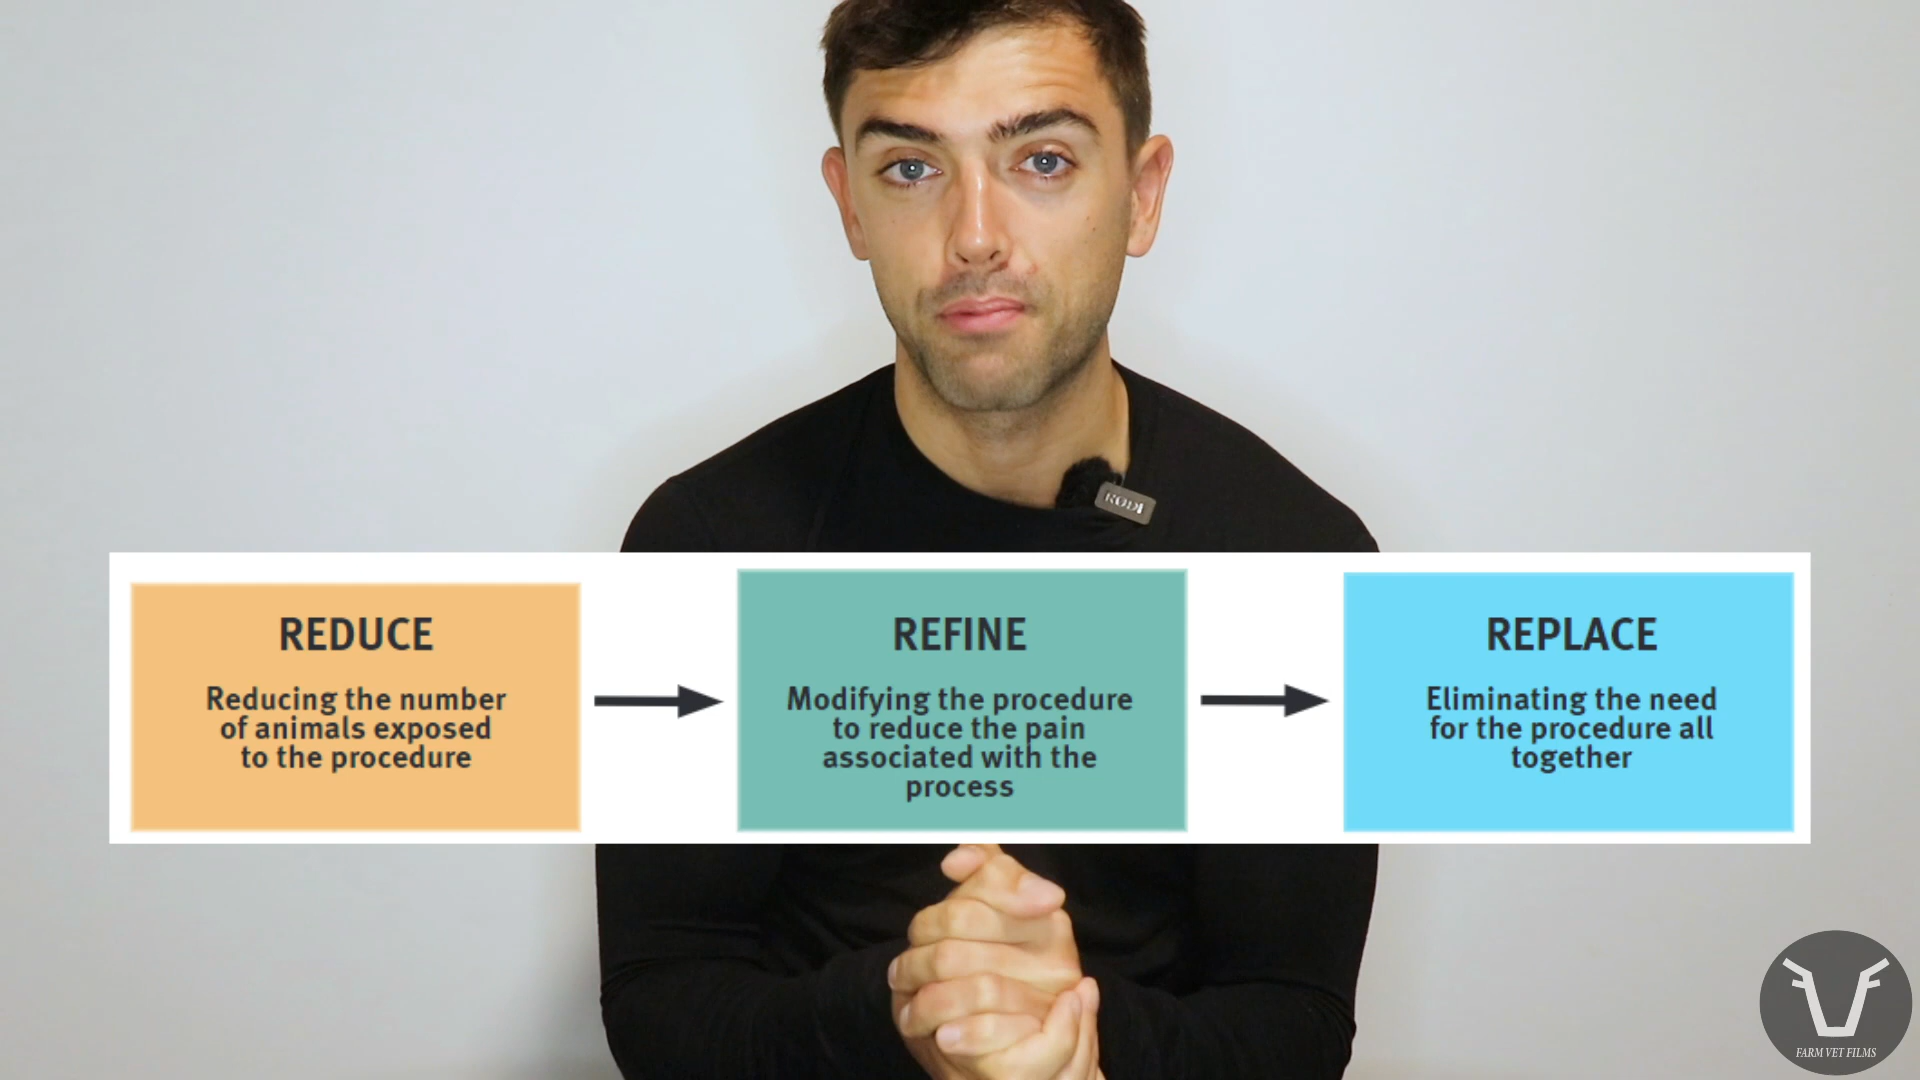 RODE
REDUCE
Reducing the number
of animals exposed
to the procedure
REFINE
Modifying the procedure
to reduce the pain
associated with the
process
REPLACE
Eliminating the need
for the procedure all
together
FARM VET FILMS